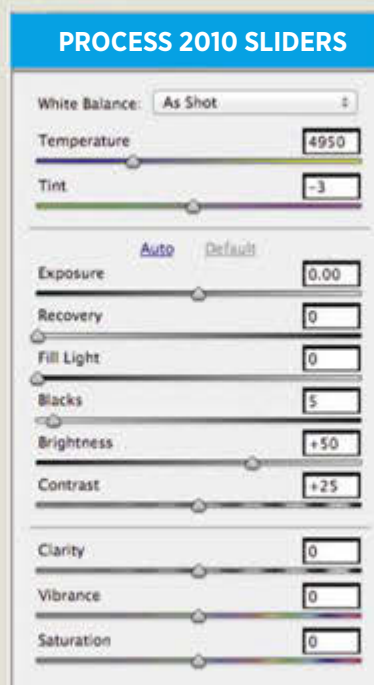 PROCESS 2010 SLIDERS
White Balance: As Shot
Temperature 4950
Tint -3
Auto Default
Exposure 0.00
Recovery 0
Fill Light 0
Blacks 5
Brightness +50
Contrast +25
Clarity 0
Vibrance 0
Saturation 0